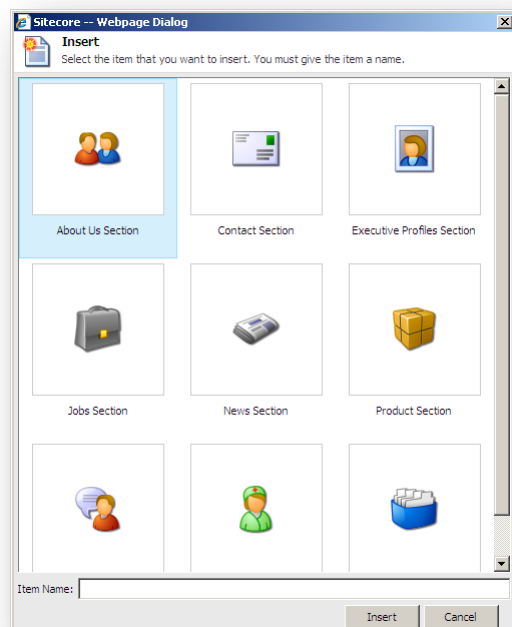 Sitecore -- Webpage Dialog
Insert
Select the item that you want to insert. You must give the item a name.
About Us Section
Contact Section
Executive Profiles Section
Jobs Section
News Section
Product Section
Item Name:
Insert
Cancel